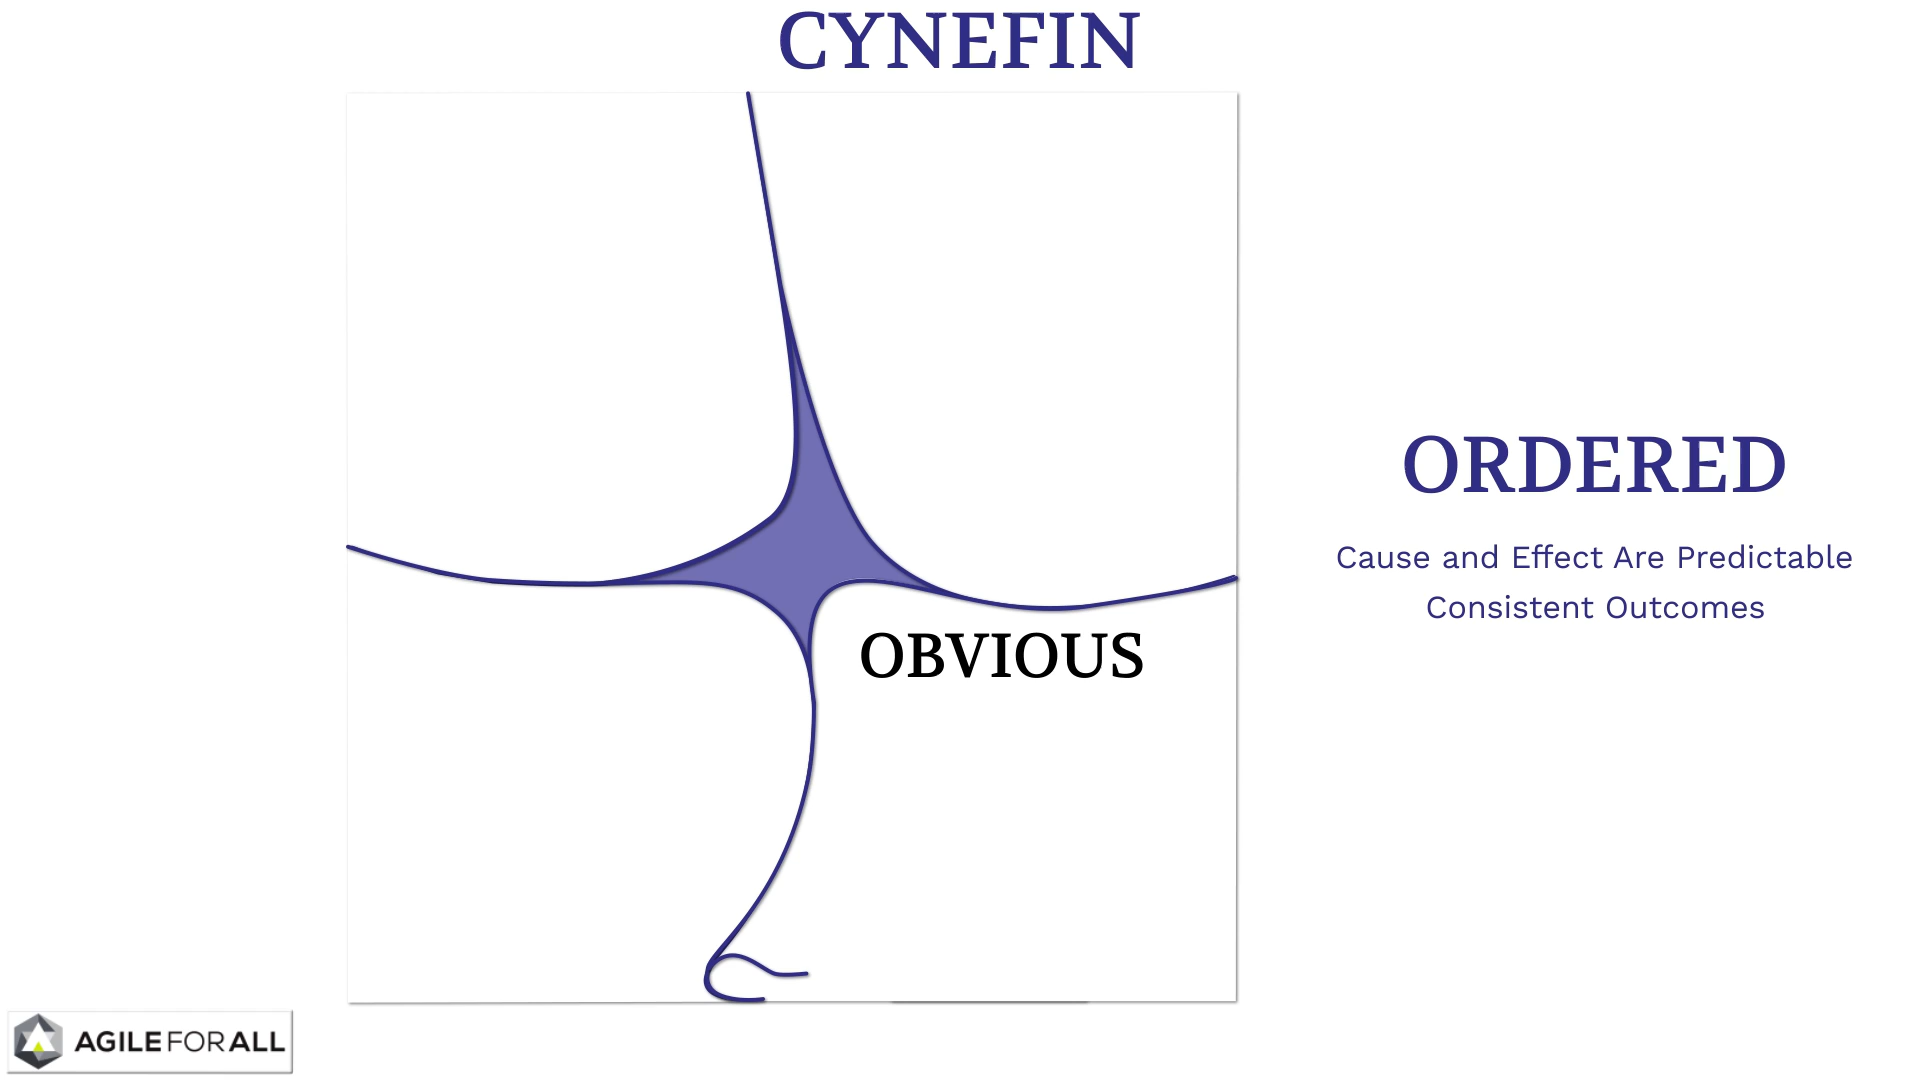 CYNEFIN
ORDERED
Cause and Effect Are Predictable
Consistent Outcomes
OBVIOUS
AGILE FOR ALL